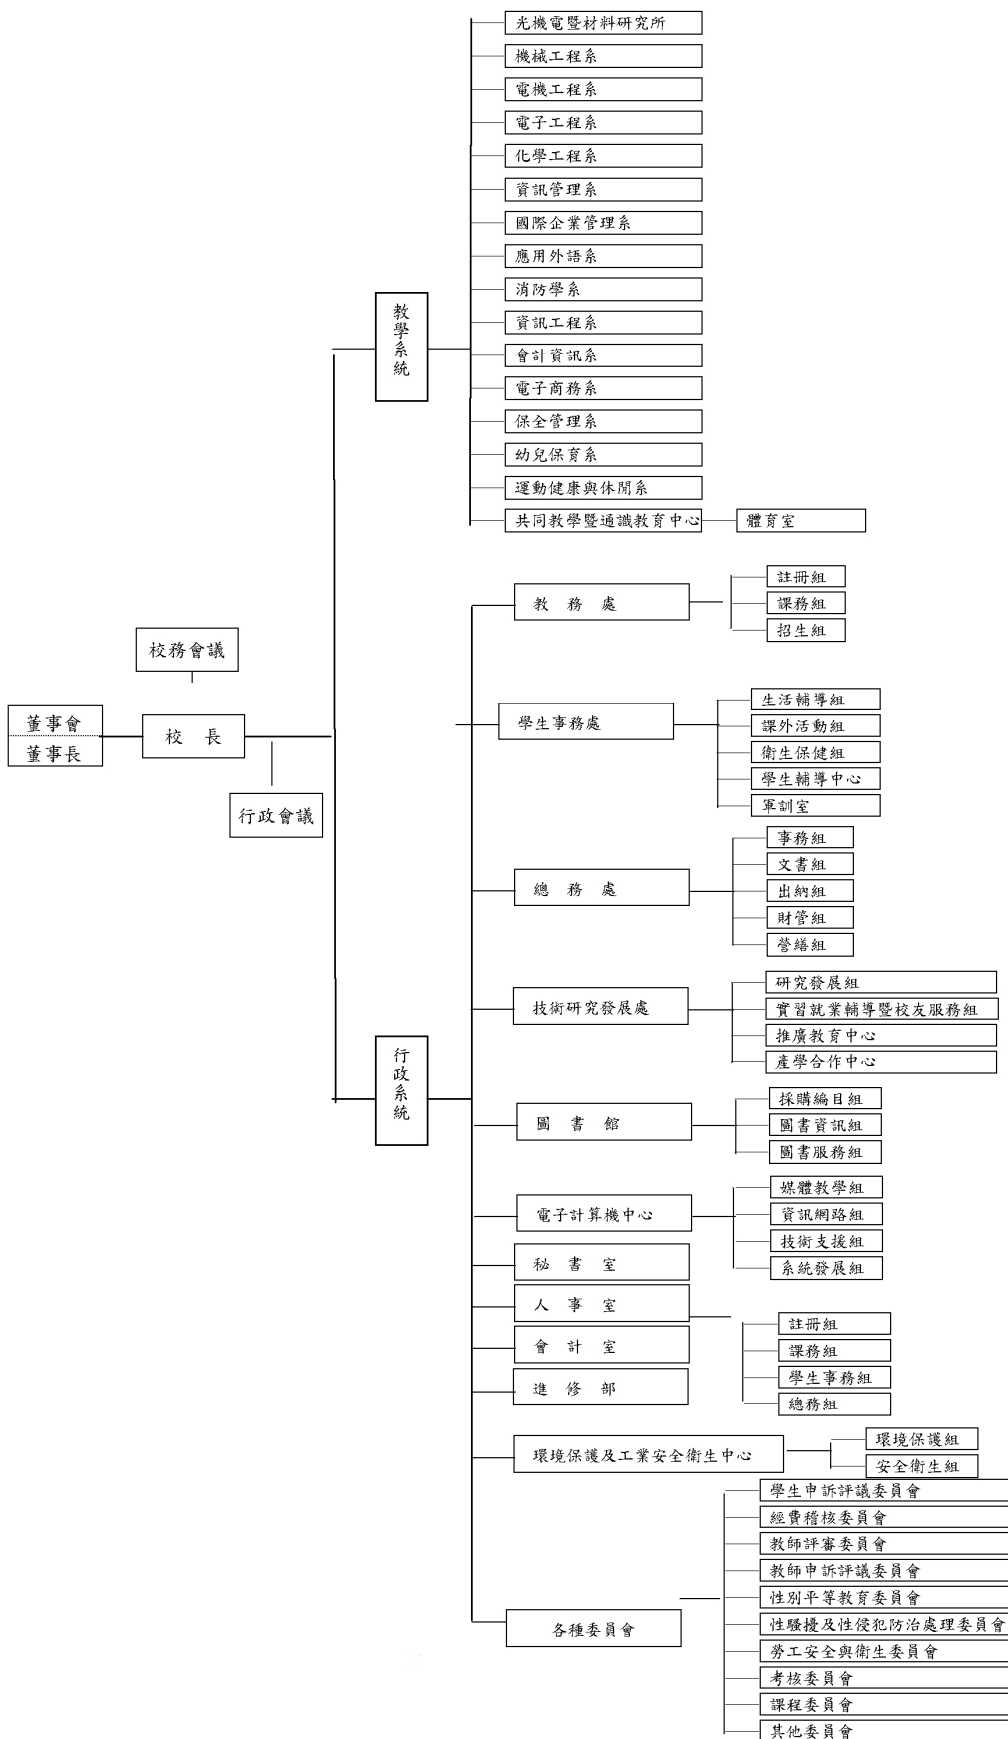 光機電暨材料研究所
機械工程系
電機工程系
電子工程系
化學工程系
資訊管理系
國際企業管理系
應用外語系
消防學系
資訊工程系
會計資訊系
電子商務系
保全管理系
幼兒保育系
運動健康與休閒系
共同教學暨通識教育中心
體育室
教學系統
校務會議
董事會
董事長
校 長
行政會議
行政系統
教 務 處
註冊組
課務組
招生組
學生事務處
生活輔導組
課外活動組
衛生保健組
學生輔導中心
軍訓室
總 務 處
事務組
文書組
出納組
財管組
營繕組
技術研究發展處
研究發展組
實習就業輔導暨校友服務組
推廣教育中心
產學合作中心
圖 書 館
採購編目組
圖書資訊組
圖書服務組
電子計算機中心
媒體教學組
資訊網路組
技術支援組
系統發展組
秘 書 室
人 事 室
會 計 室
進 修 部
註冊組
課務組
學生事務組
總務組
環境保護及工業安全衛生中心
環境保護組
安全衛生組
各種委員會
學生申訴評議委員會
經費稽核委員會
教師評審委員會
教師申訴評議委員會
性別平等教育委員會
性騷擾及性侵犯防治處理委員會
勞工安全與衛生委員會
考核委員會
課程委員會
其他委員會